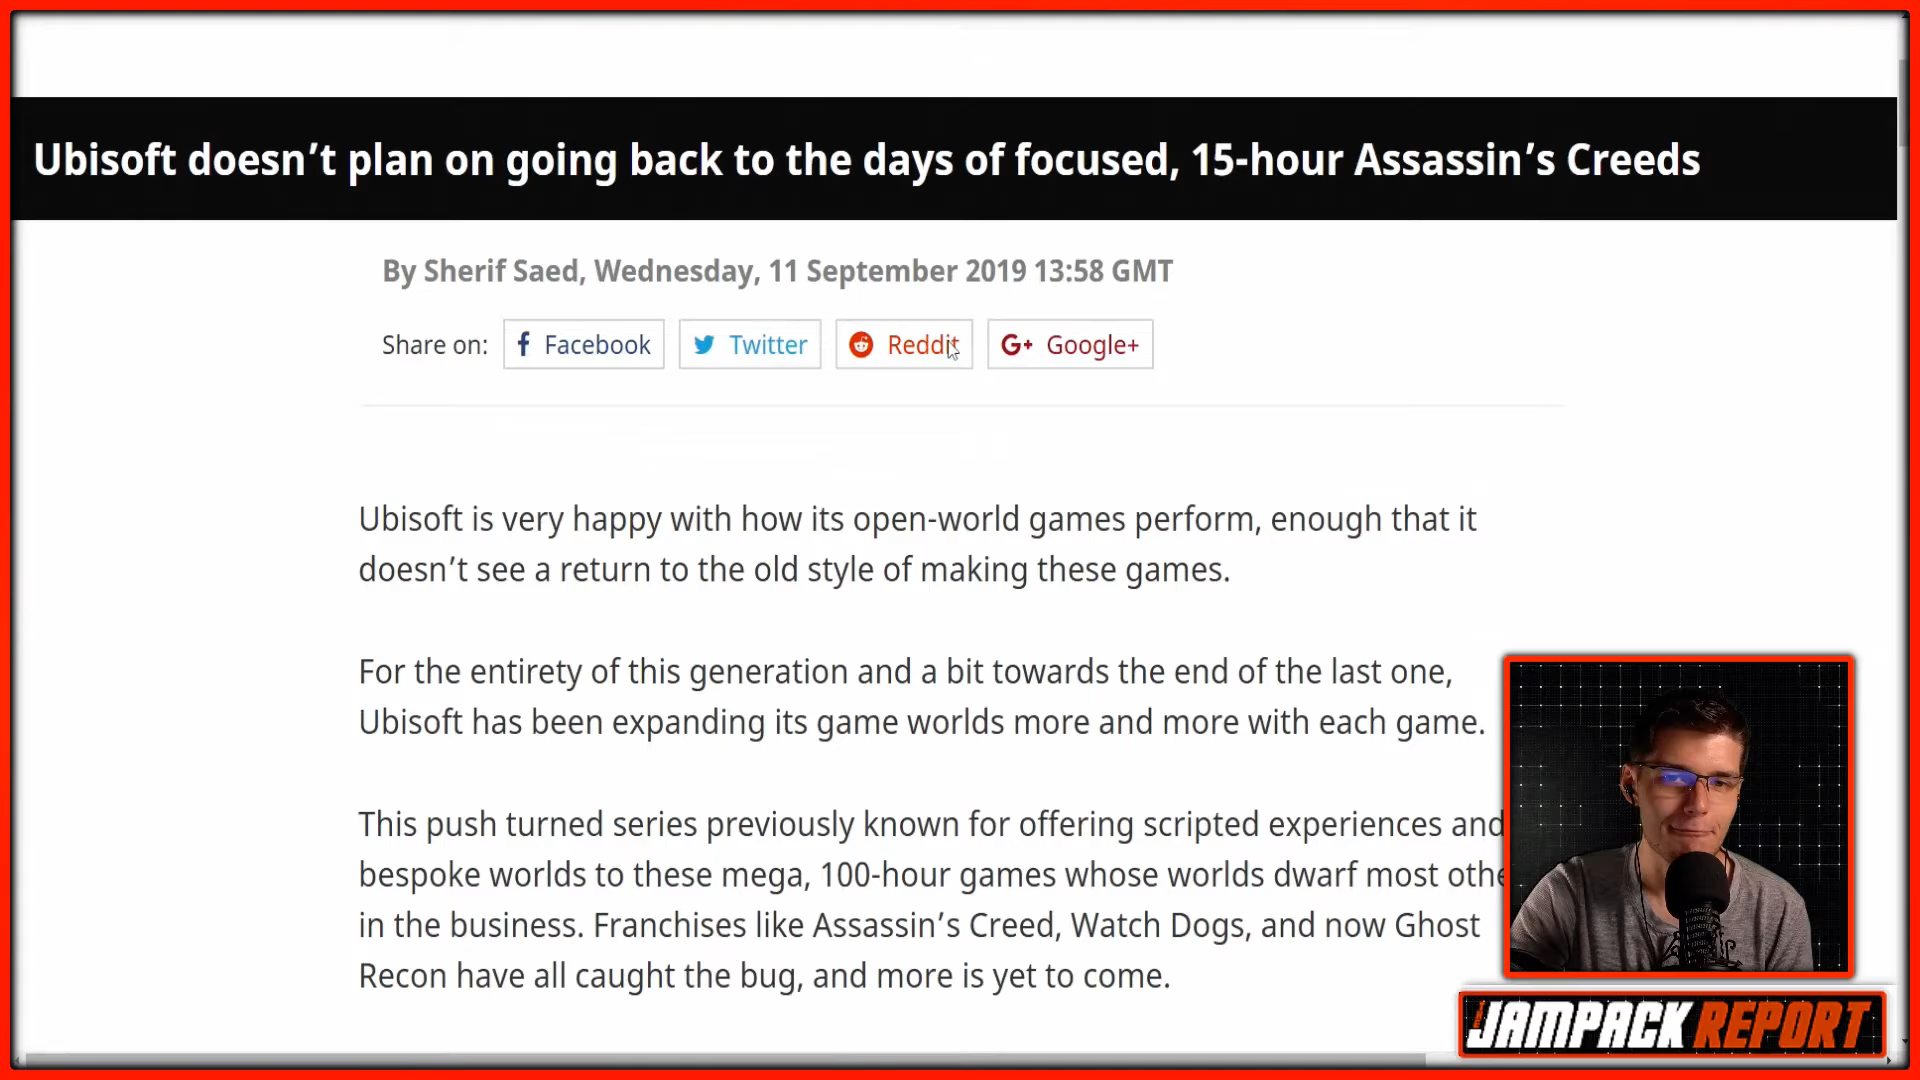 Ubisoft doesn’t plan on going back to the days of focused, 15-hour Assassin’s Creeds
By Sherif Saed, Wednesday, 11 September 2019 13:58 GMT
Share on: Facebook Twitter Reddit G+ Google+
Ubisoft is very happy with how its open-world games perform, enough that it
doesn’t see a return to the old style of making these games.
For the entirety of this generation and a bit towards the end of the last one,
Ubisoft has been expanding its game worlds more and more with each game.
This push turned series previously known for offering scripted experiences and
bespoke worlds to these mega, 100-hour games whose worlds dwarf most othe
in the business. Franchises like Assassin’s Creed, Watch Dogs, and now Ghost
Recon have all caught the bug, and more is yet to come.
JAMPACK REPORT